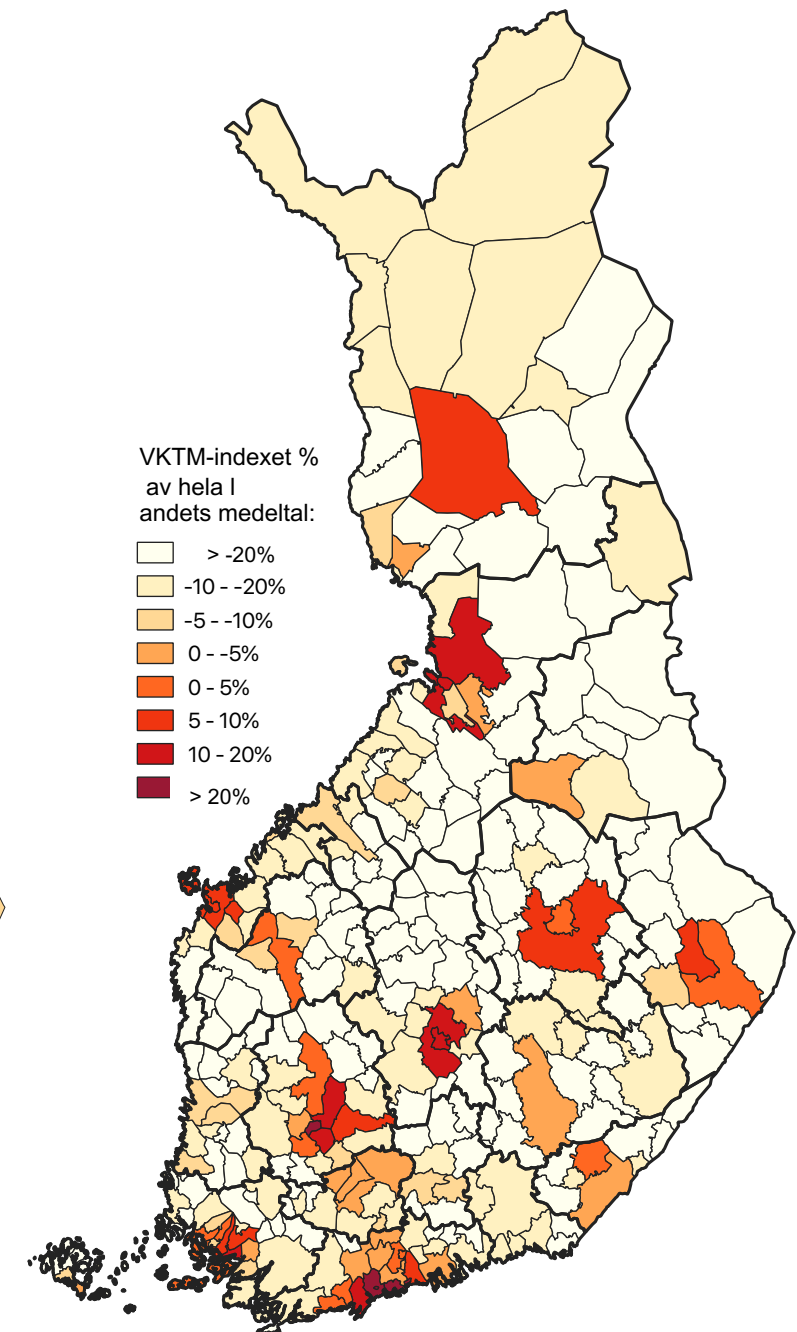 VKTM-indexet %
av hela l
andets medeltal:
> -20%
-10 - -20%
-5 - -10%
0 - -5%
0 - 5%
5 - 10%
10 - 20%
> 20%